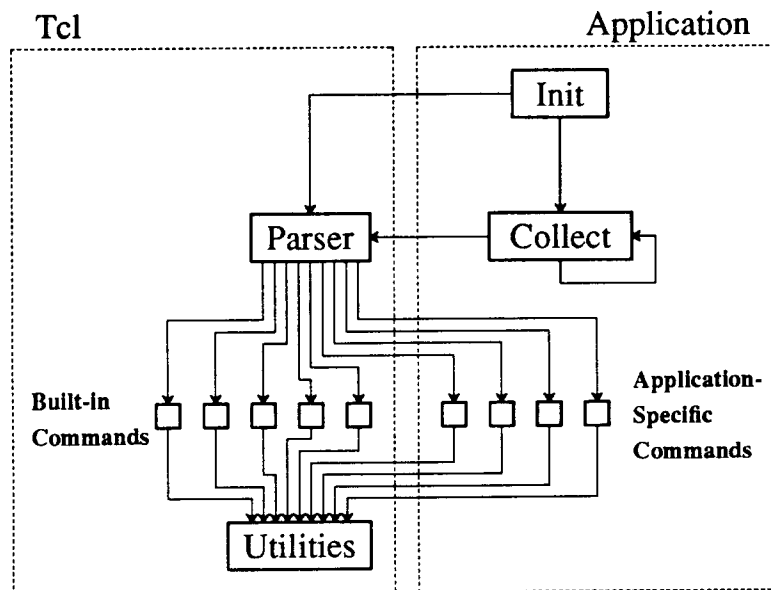 Tcl
Application
Init
Parser
Collect
Built-in
Commands
Application-
Specific
Commands
Utilities